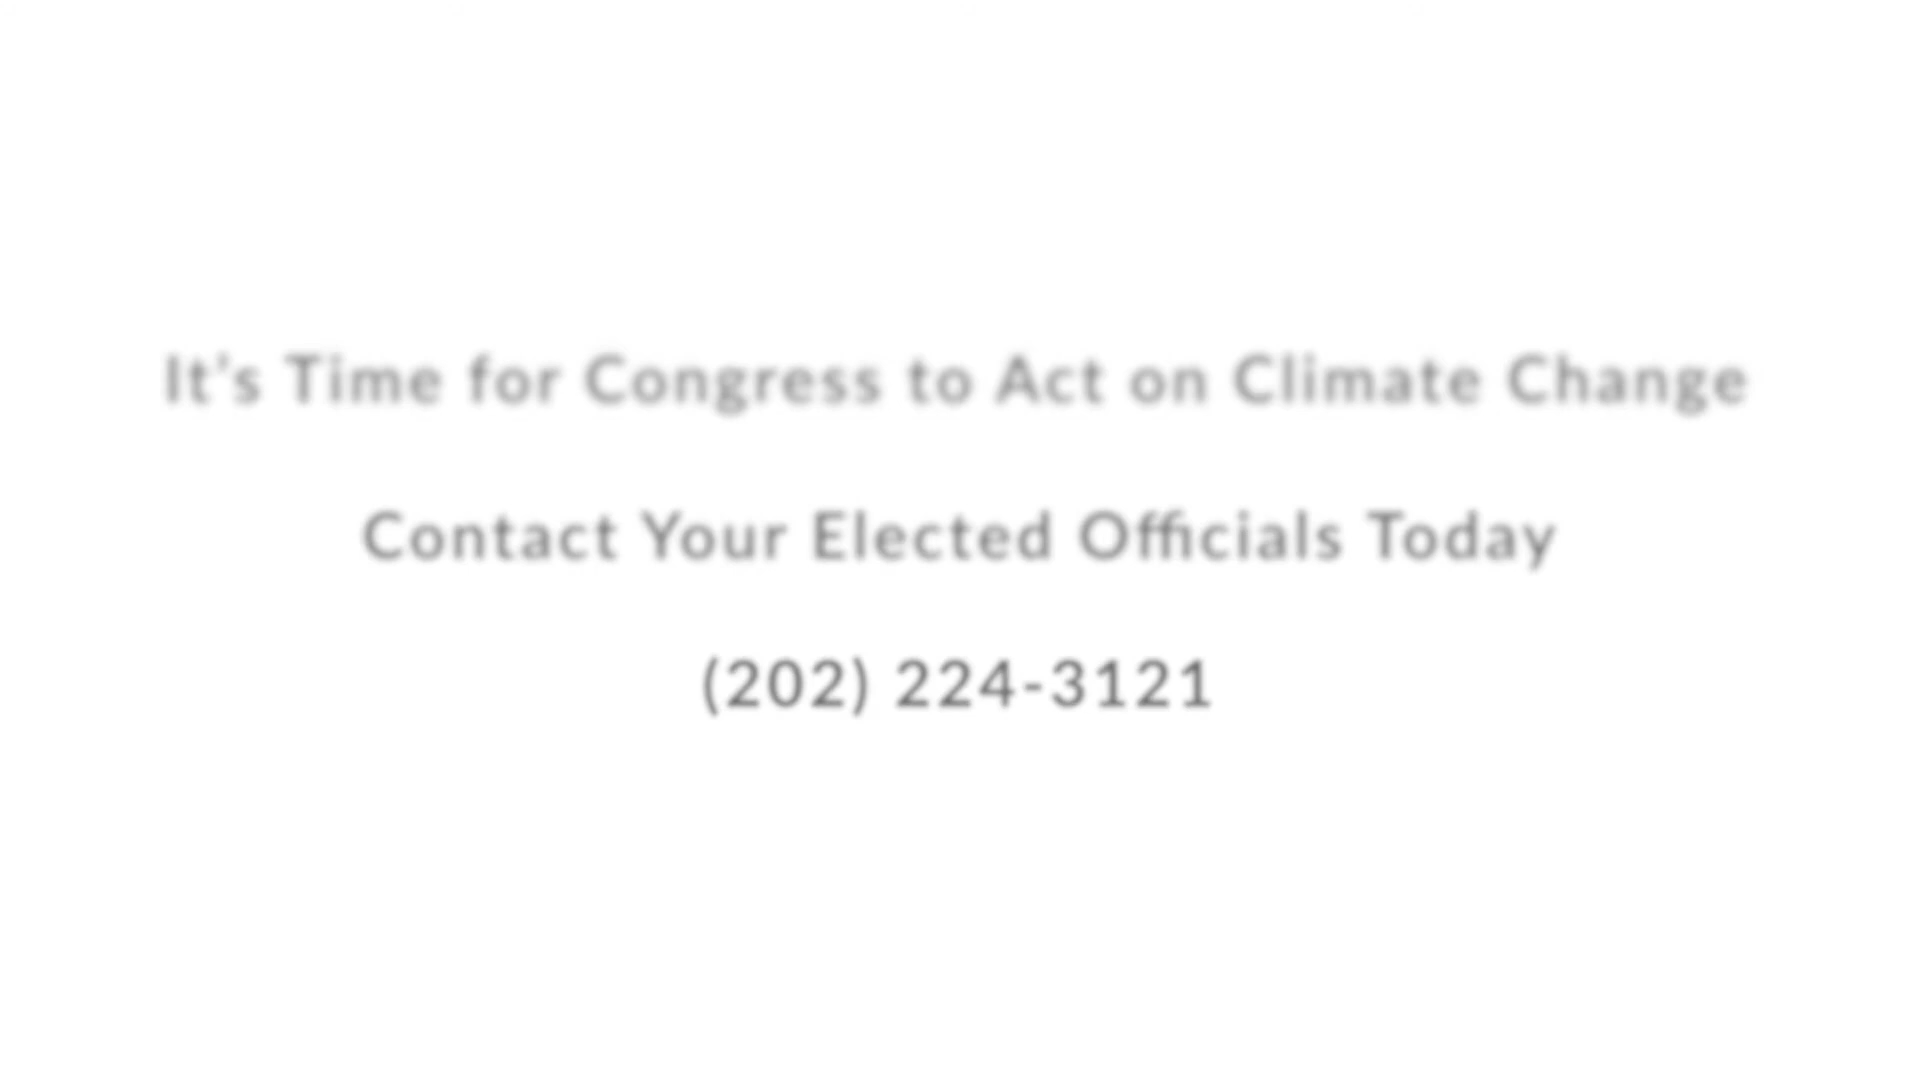 It's Time for Congress to Act on Climate Change
Contact Your Elected Officials Today
(202) 224-3121